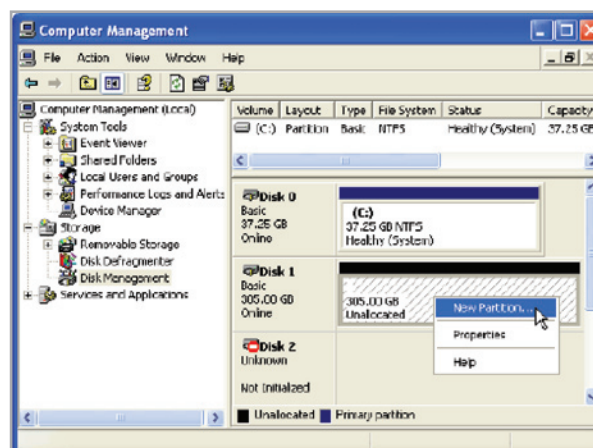 Computer Management
File Action View Window Help
Computer Management (Local)
System Tools
Event Viewer
Shared Folders
Local Users and Groups
Performance Logs and Alerts
Device Manager
Storage
Removable Storage
Disk Defragmenter
Disk Management
Services and Applications
Volume Layout Type File System Status Capacity
(C:) Partition Basic NTFS Healthy (System) 37.25 GB
Disk 0
Basic
37.25 GB
Online
(C:)
37.25 GB NTFS
Healthy (System)
Disk 1
Basic
305.00 GB
Online
305.00 GB
Unallocated
New Partition...
Properties
Help
Disk 2
Unknown
Not Initialized
Unallocated Primary partition